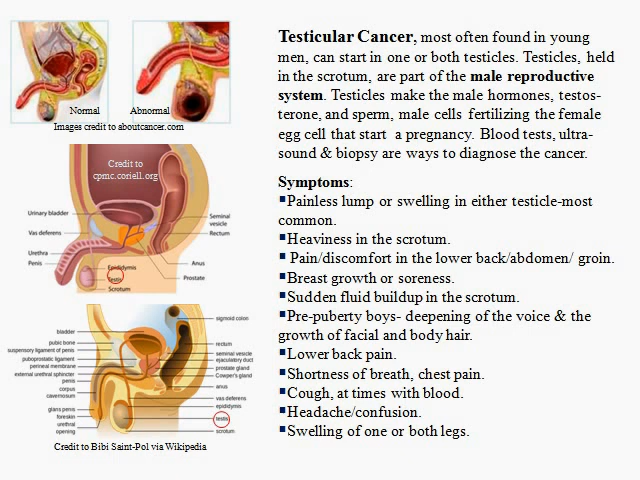 Normal
Abnormal
Images credit to aboutcancer.com
Credit to
cpmc.coriell.org
Urinary bladder
Vas deferens
Urethra
Penis
Epididymis
Testis
Scrotum
Seminal
vesicle
Rectum
Anus
Prostate
bladder
pubic bone
suspensory ligament of penis
puboprostatic ligament
perineal membrane
external urethral sphincter
penis
corpus
cavernosum
glans penis
foreskin
urethral
opening
sigmoid colon
rectum
seminal vesicle
ejaculatory duct
prostate gland
Cowper's gland
anus
vas deferens
epididymis
testis
scrotum
Credit to Bibi Saint-Pol via Wikipedia
Testicular Cancer, most often found in young
men, can start in one or both testicles. Testicles, held
in the scrotum, are part of the male reproductive
system. Testicles make the male hormones, testos-
terone, and sperm, male cells fertilizing the female
egg cell that start a pregnancy. Blood tests, ultra-
sound & biopsy are ways to diagnose the cancer.
Symptoms:
▪Painless lump or swelling in either testicle-most
common.
▪Heaviness in the scrotum.
▪ Pain/discomfort in the lower back/abdomen/ groin.
▪Breast growth or soreness.
▪Sudden fluid buildup in the scrotum.
▪Pre-puberty boys- deepening of the voice & the
growth of facial and body hair.
▪Lower back pain.
▪Shortness of breath, chest pain.
▪Cough, at times with blood.
▪Headache/confusion.
▪Swelling of one or both legs.